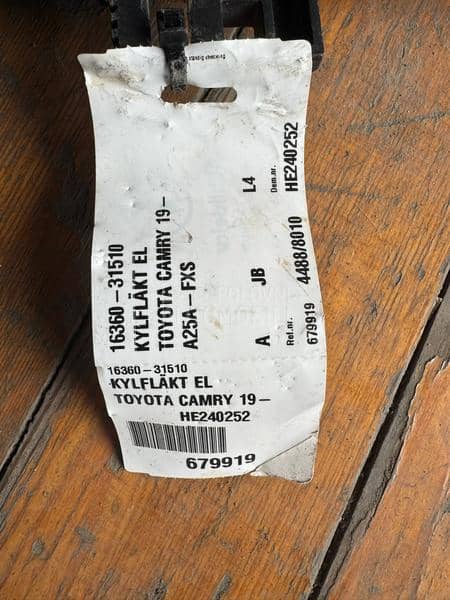 16360-31510
KYLFLÄKT EL
TOYOTA CAMRY 19-
A25A-FXS
A
JB
L4
Ref.nr.
4488/8010
Dem.nr.
679919
HE240252
16360-31510
KYLFLÄKT EL
TOYOTA CAMRY 19-
HE240252
679919